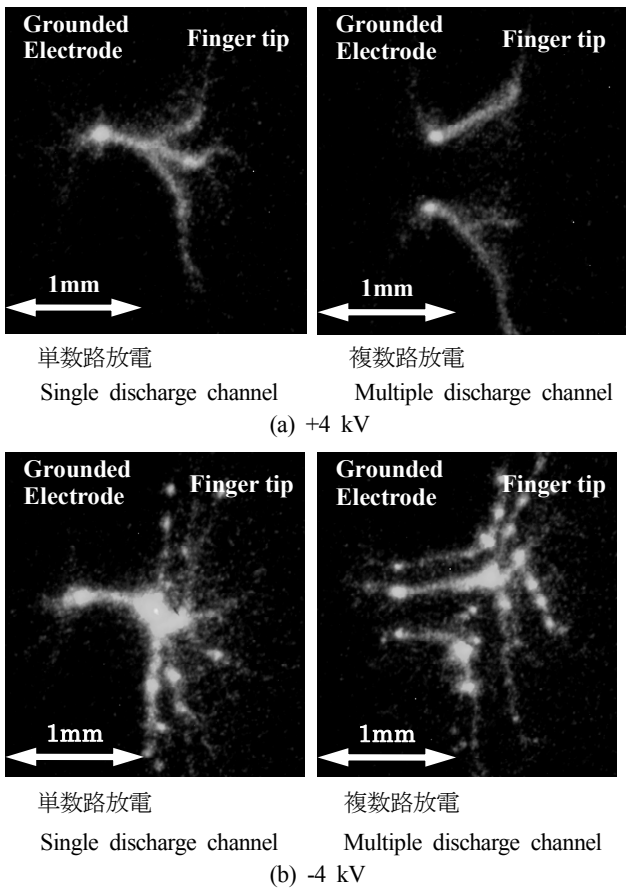 Grounded
Electrode
Finger tip
Grounded
Electrode
Finger tip
1mm
1mm
単数路放電
複数路放電
Single discharge channel
Multiple discharge channel
(a) +4 kV
Grounded
Electrode
Finger tip
Grounded
Electrode
Finger tip
1mm
1mm
単数路放電
複数路放電
Single discharge channel
Multiple discharge channel
(b) -4 kV